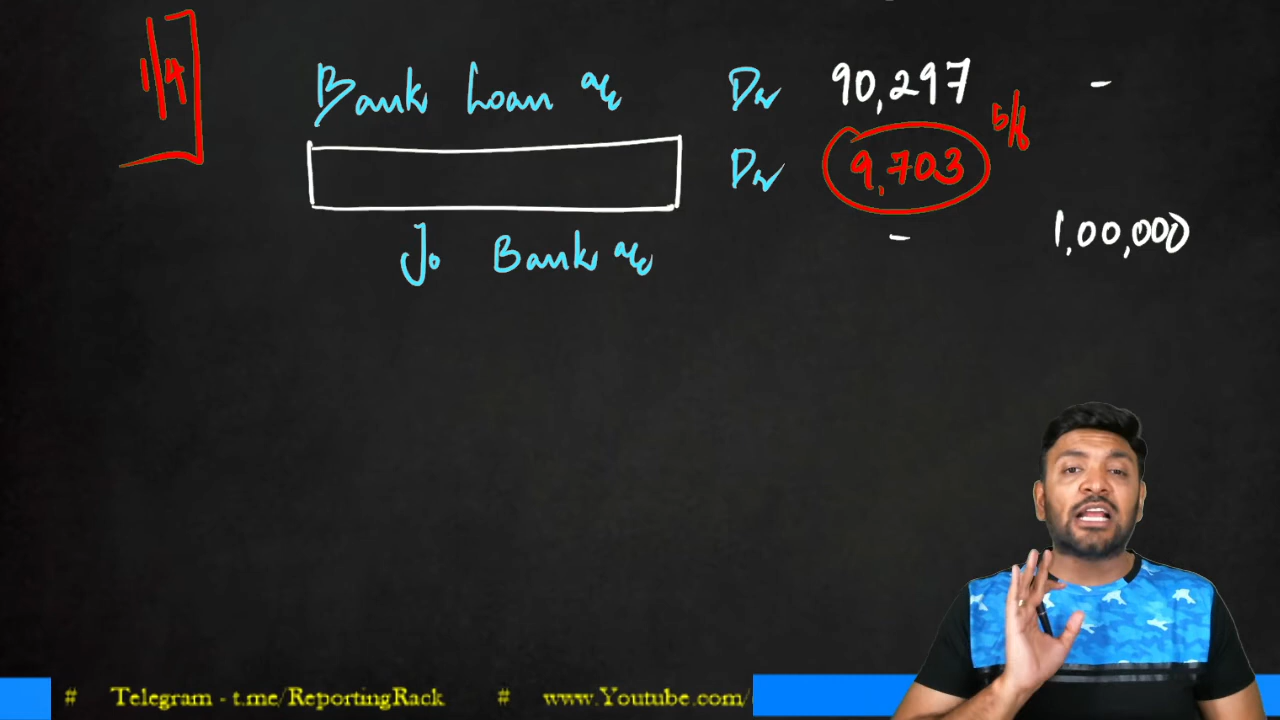 1/4
Bank Loan a/c Dr 90,297 -
Dr 9,703 B/f
To Bank a/c - 1,00,000
# Telegram - t.me/ReportingRack # www.Youtube.com/